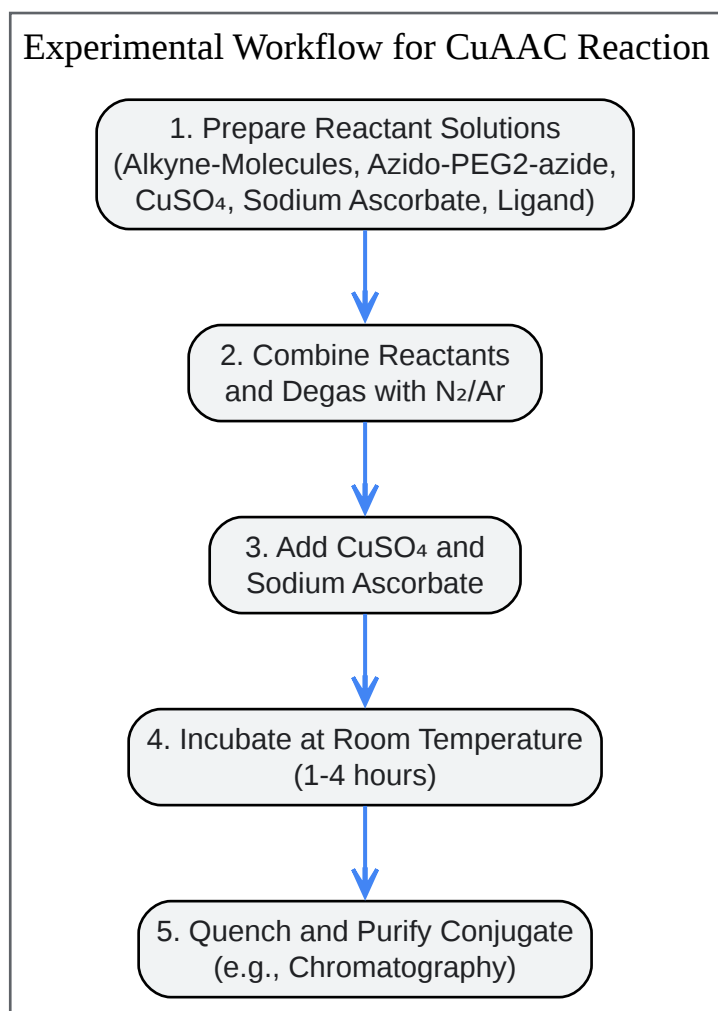 Experimental Workflow for CuAAC Reaction
1. Prepare Reactant Solutions
(Alkyne-Molecules, Azido-PEG2-azide,
CuSO₄, Sodium Ascorbate, Ligand)
2. Combine Reactants
and Degas with N₂/Ar
3. Add CuSO₄ and
Sodium Ascorbate
4. Incubate at Room Temperature
(1-4 hours)
5. Quench and Purify Conjugate
(e.g., Chromatography)